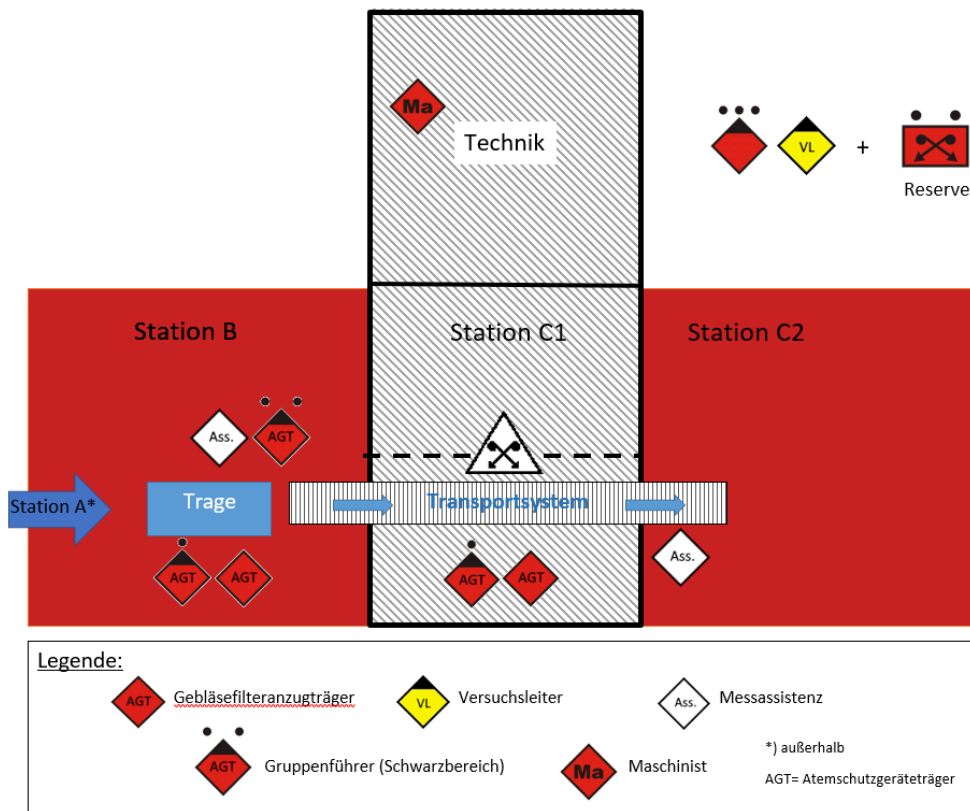 Ma
Technik
VL
+
Reserve
Station B
Station C1
Station C2
Ass.
AGT
Station A*
Trage
Transportsystem
AGT
AGT
AGT
AGT
Ass.
Legende:
AGT
Gebläsefilteranzugträger
VL
Versuchsleiter
Ass.
Messassistenz
AGT
Gruppenführer (Schwarzbereich)
Ma
Maschinist
*) außerhalb
AGT= Atemschutzgeräteträger